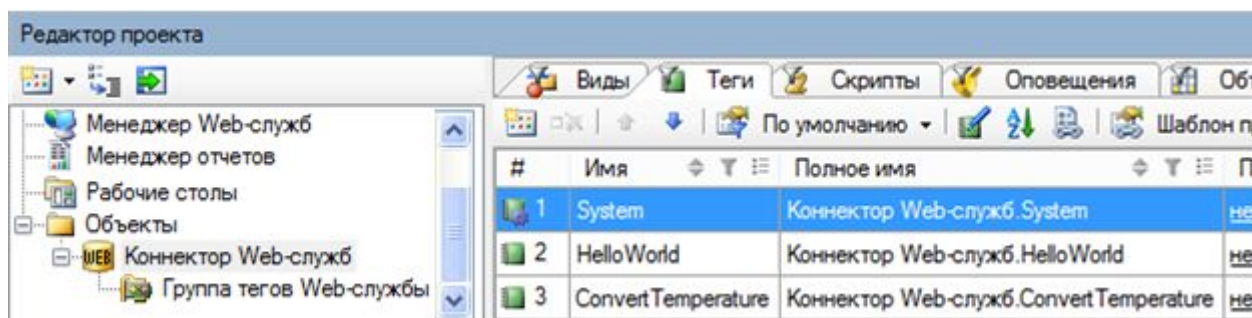 Редактор проекта
Виды Теги Скрипты Оповещения
По умолчанию Шаблон
Менеджер Web-служб
Менеджер отчетов
Рабочие столы
Объекты
WEB Коннектор Web-служб
Группа тегов Web-службы
# Имя Полное имя
1 System Коннектор Web-служб.System
2 HelloWorld Коннектор Web-служб.HelloWorld
3 ConvertTemperature Коннектор Web-служб.ConvertTemperature